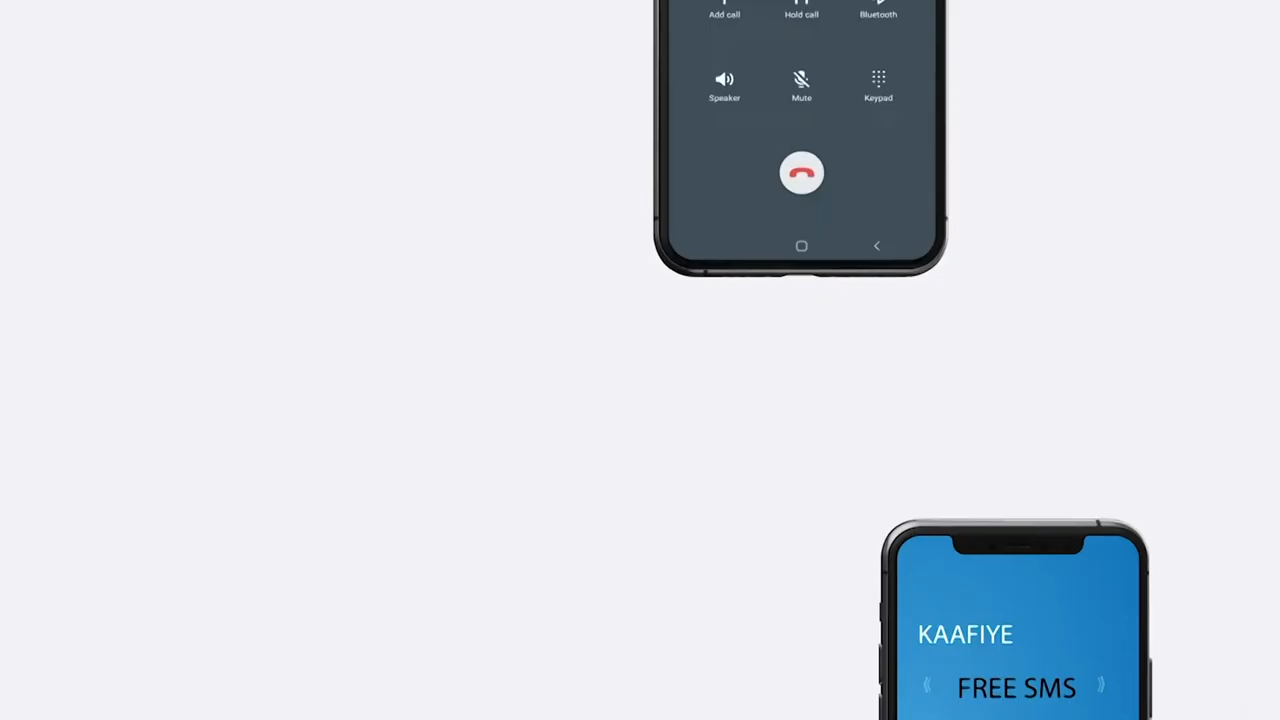 Add call Hold call Bluetooth
Speaker Mute Keypad
KAAFIYE
FREE SMS